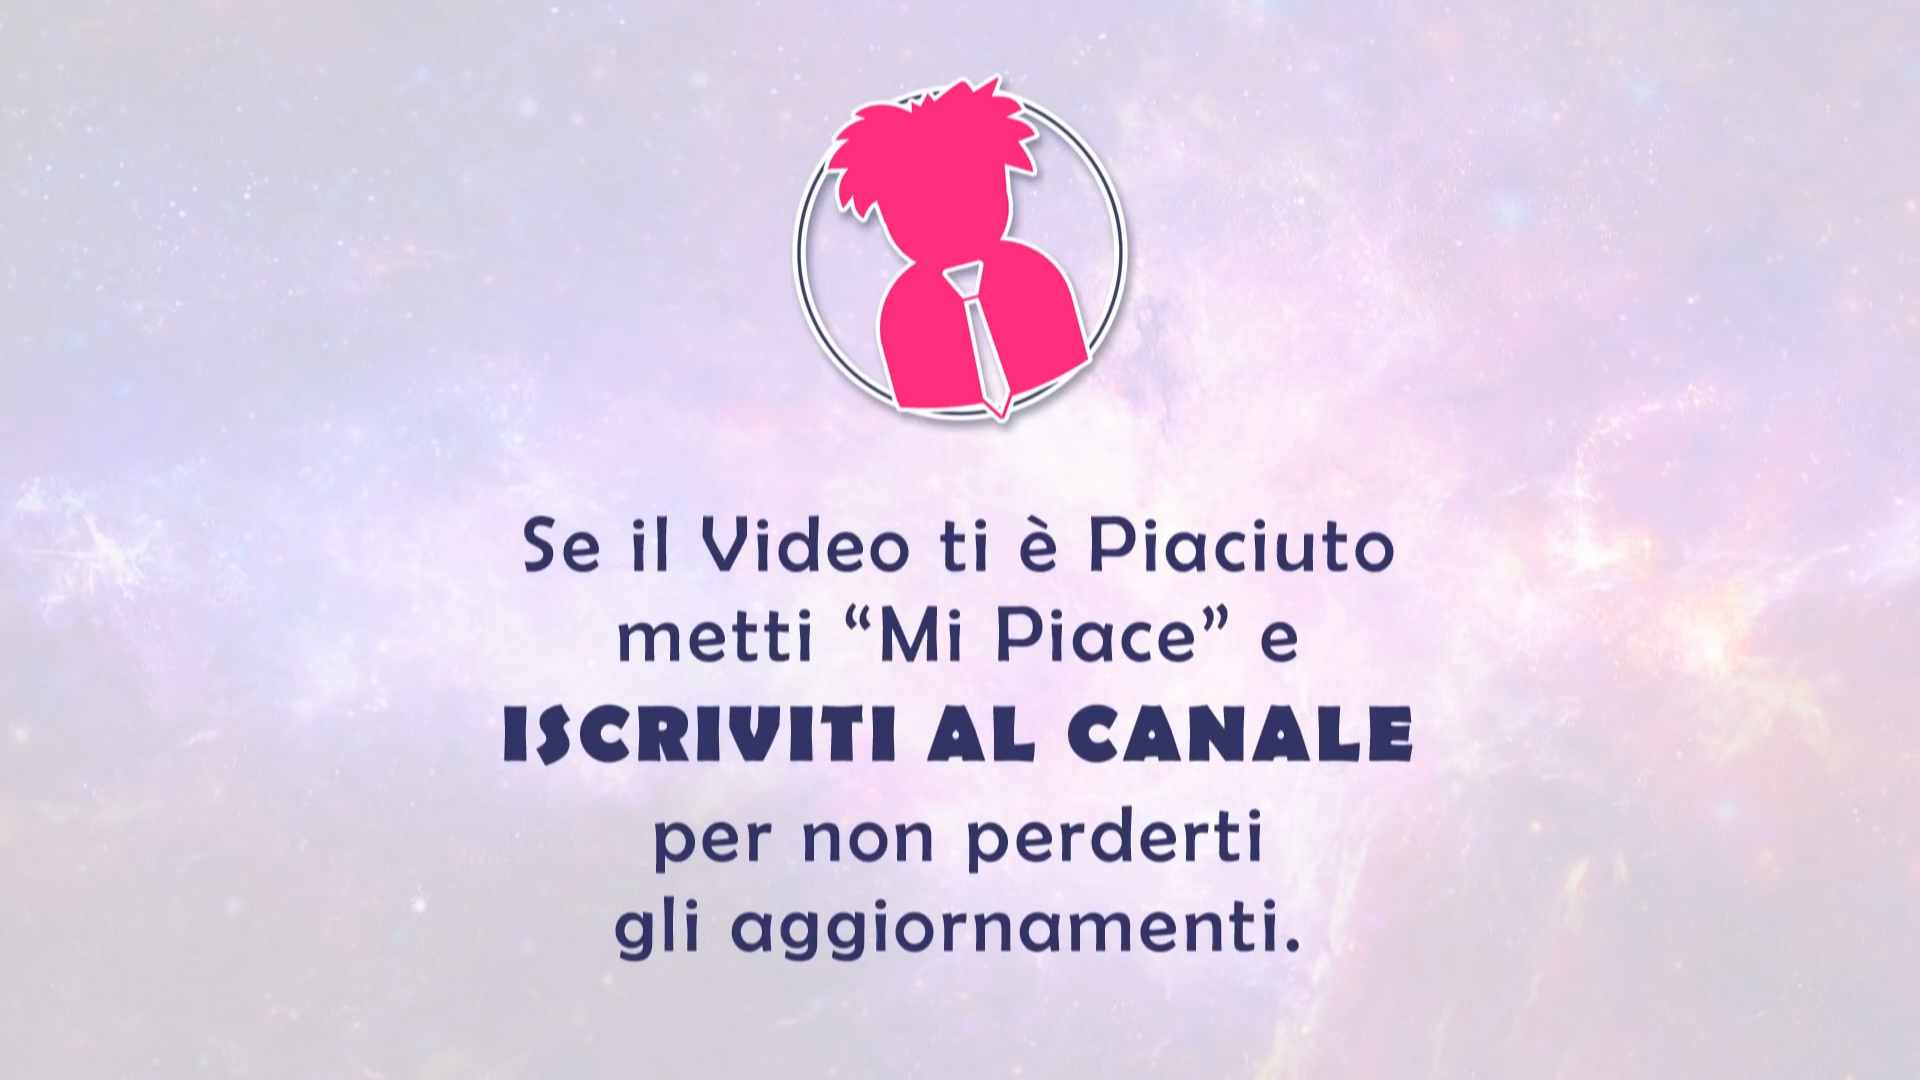 Se il Video ti è Piaciuto
metti “Mi Piace” e
ISCRIVITI AL CANALE
per non perderti
gli aggiornamenti.